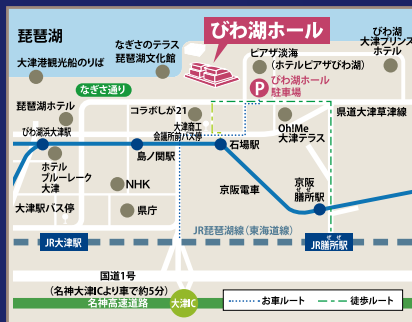 びわ湖ホール
琵琶湖
なぎさのテラス
琵琶湖文化館
大津港観光船のりば
ピアザ淡海
(ホテルピアザびわ湖)
びわ湖
大津プリンス
ホテル
なぎさ通り
P
びわ湖ホール
駐車場
琵琶湖ホテル
コラボしが21
大津商工
会議所前バス停
Oh!Me
大津テラス
県道大津草津線
びわ湖浜大津駅
島ノ関駅
石場駅
ホテル
ブルーレーク
大津
NHK
京阪電車
京阪
ぜぜ
膳所駅
大津駅バス停
県庁
JR琵琶湖線(東海道線)
JR大津駅
ぜぜ
JR膳所駅
国道1号
(名神大津ICより車で約5分)
名神高速道路
大津IC
お車ルート
徒歩ルート